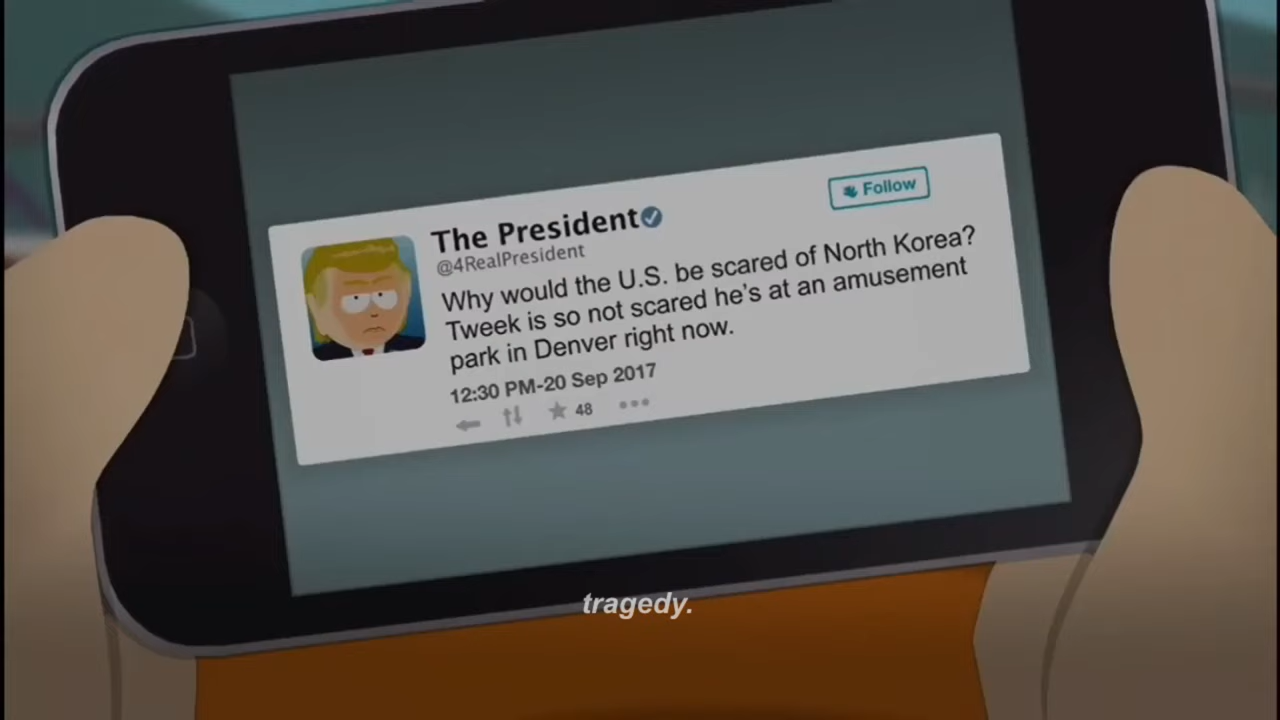 The President
@4RealPresident
Follow
Why would the U.S. be scared of North Korea?
Tweek is so not scared he's at an amusement
park in Denver right now.
12:30 PM-20 Sep 2017
48
tragedy.